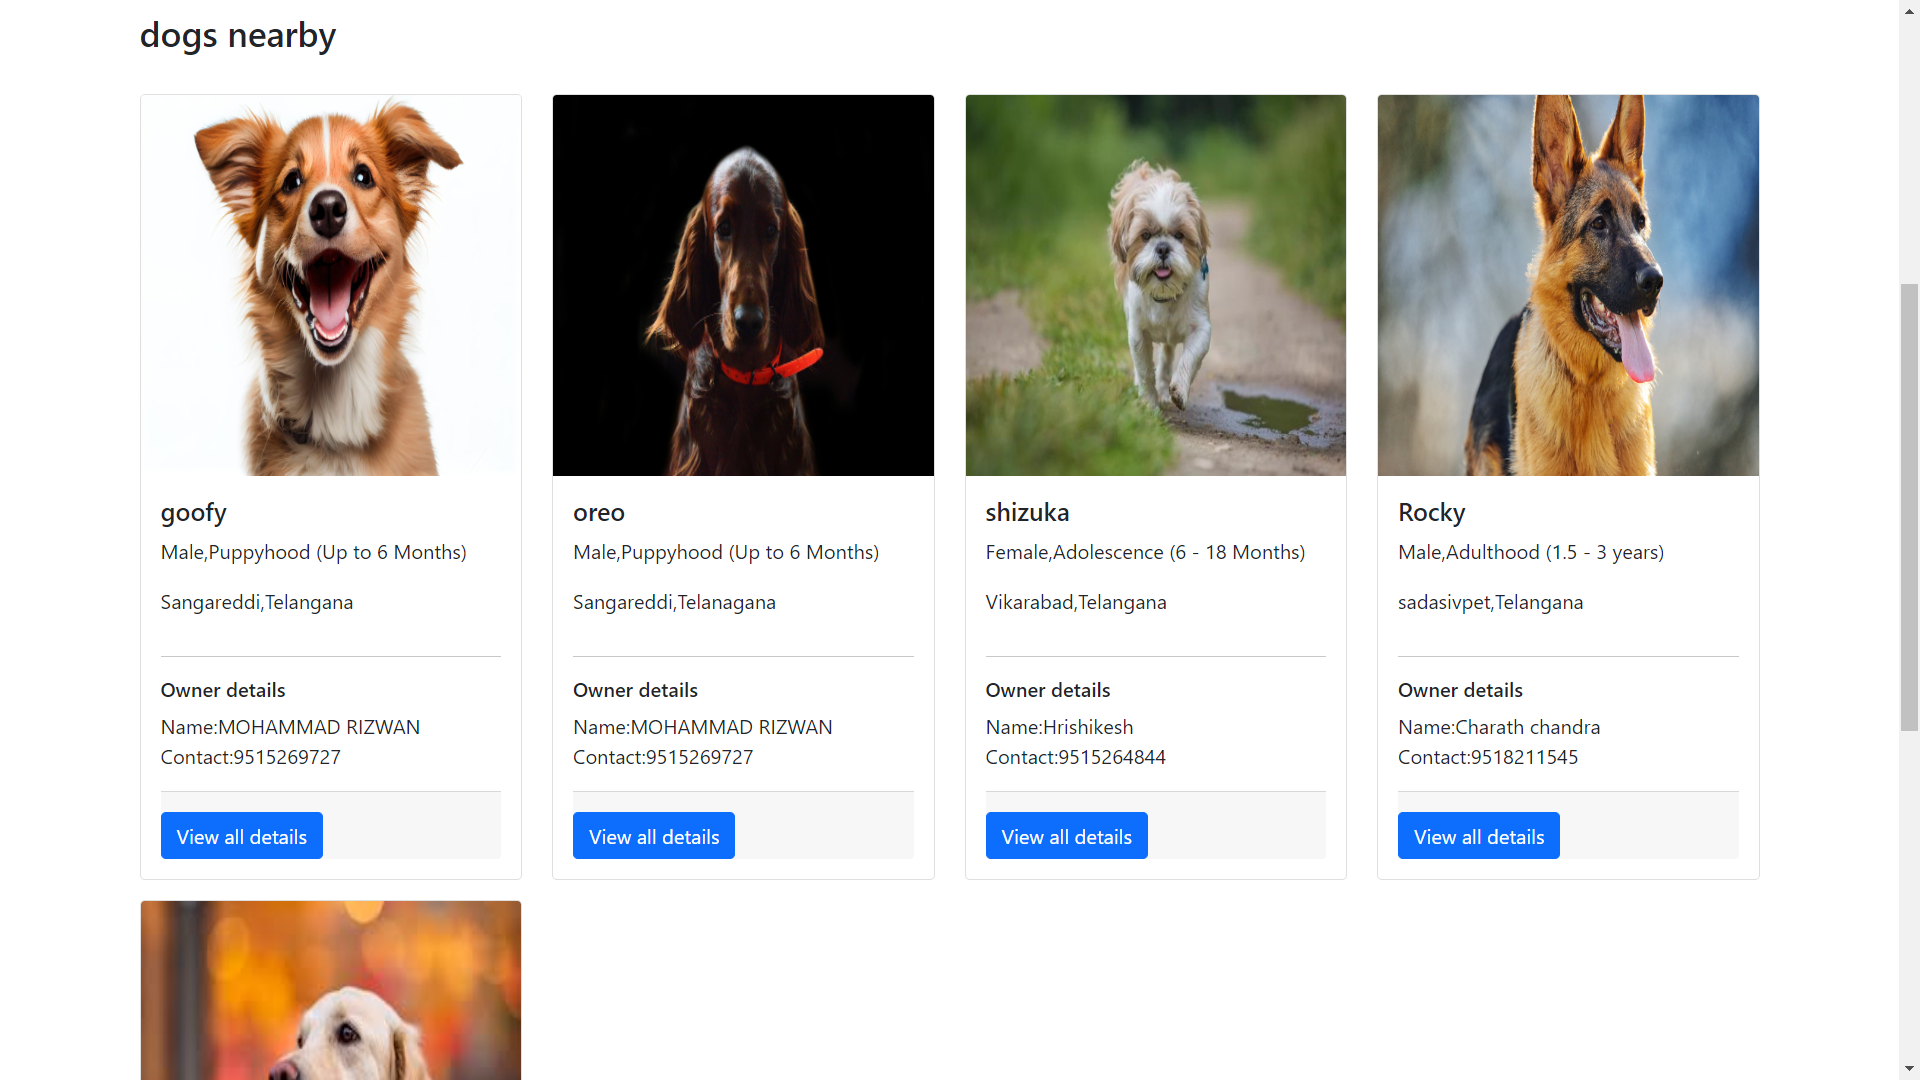 dogs nearby
goofy
Male,Puppyhood (Up to 6 Months)
Sangareddi,Telangana
Owner details
Name:MOHAMMAD RIZWAN
Contact:9515269727
View all details
oreo
Male,Puppyhood (Up to 6 Months)
Sangareddi,Telanagana
Owner details
Name:MOHAMMAD RIZWAN
Contact:9515269727
View all details
shizuka
Female,Adolescence (6 - 18 Months)
Vikarabad,Telangana
Owner details
Name:Hrishikesh
Contact:9515264844
View all details
Rocky
Male,Adulthood (1.5 - 3 years)
sadasivpet,Telangana
Owner details
Name:Charath chandra
Contact:9518211545
View all details